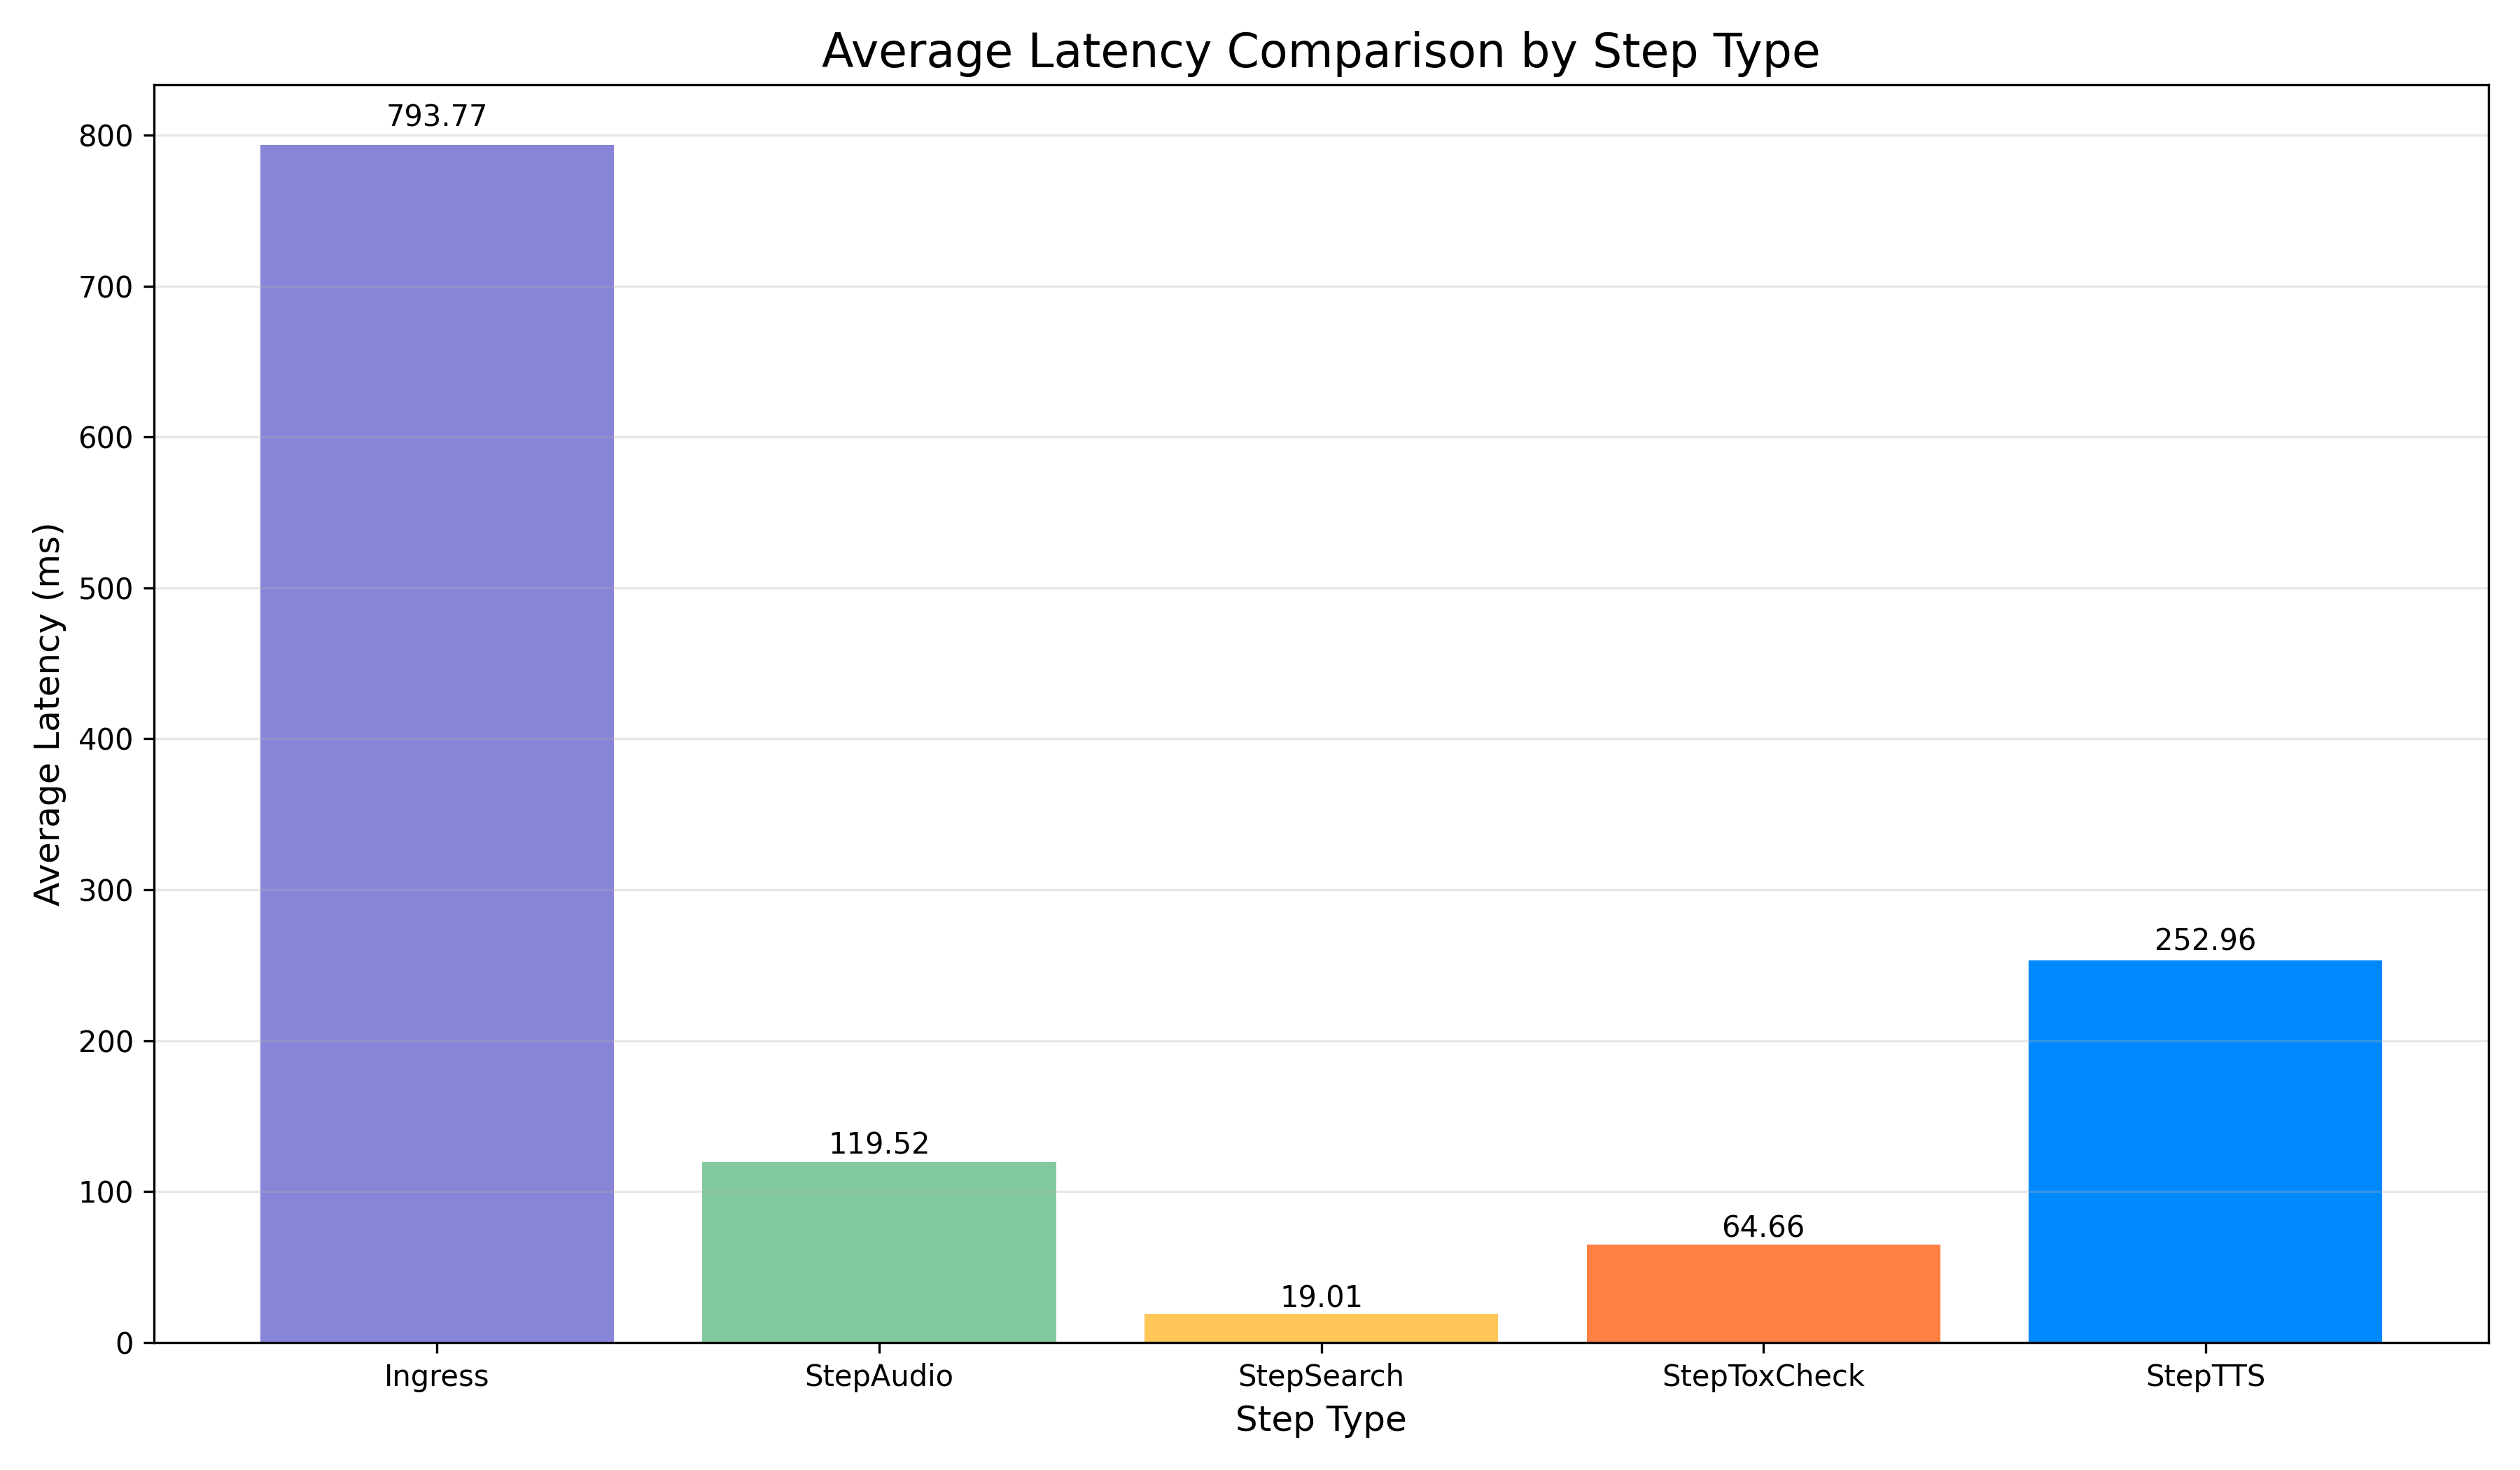 Average Latency Comparison by Step Type
Average Latency (ms)
800
700
600
500
400
300
200
100
0
793.77
119.52
19.01
64.66
252.96
Ingress
StepAudio
StepSearch
StepToxCheck
StepTTS
Step Type